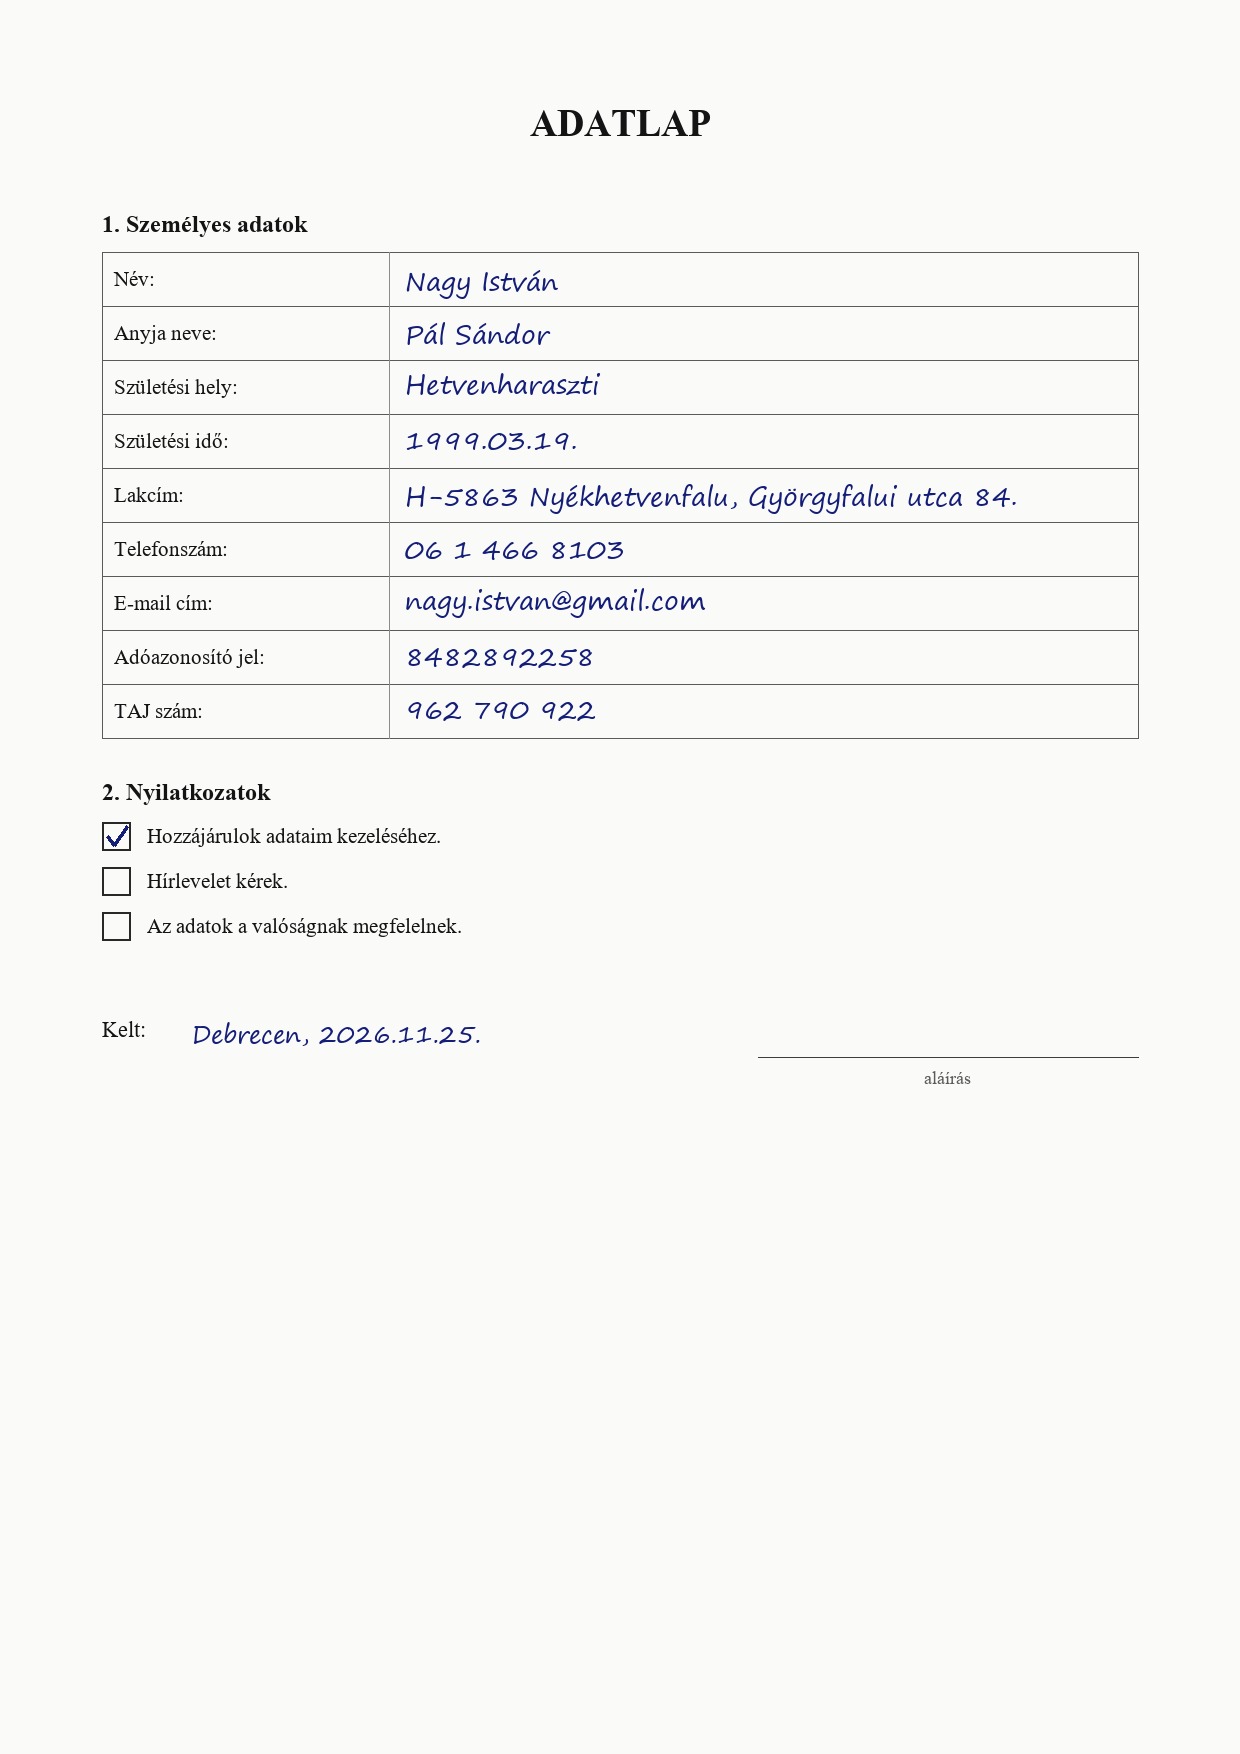 ADATLAP
1. Személyes adatok
Név: Nagy István
Anyja neve: Pál Sándor
Születési hely: Hetvenharaszti
Születési idő: 1999.03.19.
Lakcím: H-5863 Nyékhetvenfalu, Györgyfalui utca 84.
Telefonszám: 06 1 466 8103
E-mail cím: nagy.istvan@gmail.com
Adóazonosító jel: 8482892258
TAJ szám: 962 790 922
2. Nyilatkozatok
Hozzájárulok adataim kezeléséhez.
Hírlevelet kérek.
Az adatok a valóságnak megfelelnek.
Kelt: Debrecen, 2026.11.25.
aláírás